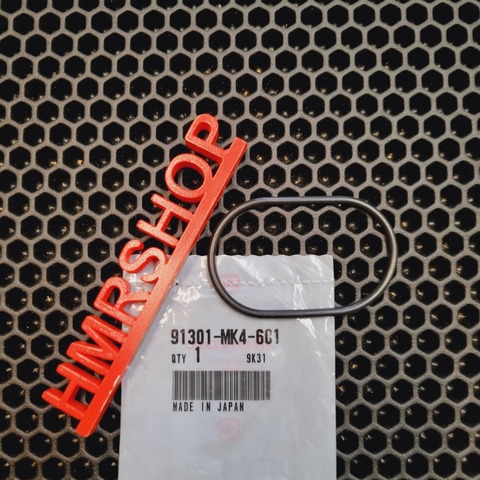 HMRSHOP
91301-MK4-601
QTY 1 9K31
MADE IN JAPAN